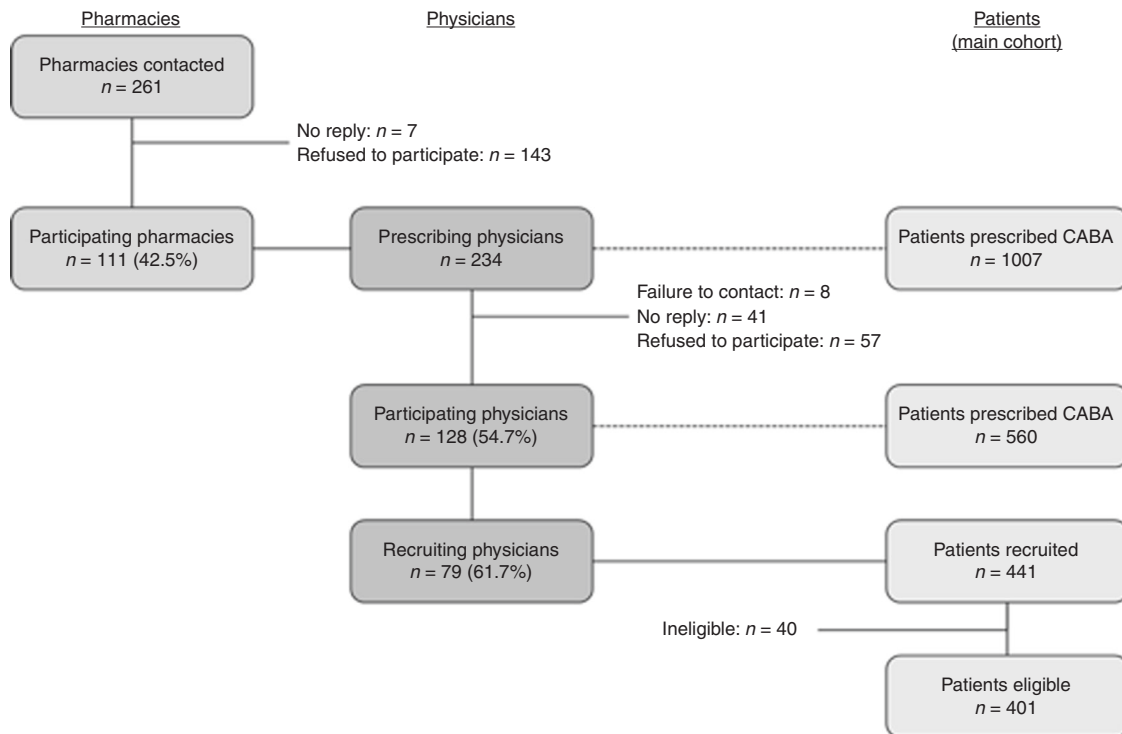 Pharmacies
Physicians
Patients
(main cohort)
Pharmacies contacted
n = 261
No reply: n = 7
Refused to participate: n = 143
Participating pharmacies
n = 111 (42.5%)
Prescribing physicians
n = 234
Patients prescribed CABA
n = 1007
Failure to contact: n = 8
No reply: n = 41
Refused to participate: n = 57
Participating physicians
n = 128 (54.7%)
Patients prescribed CABA
n = 560
Recruiting physicians
n = 79 (61.7%)
Patients recruited
n = 441
Ineligible: n = 40
Patients eligible
n = 401